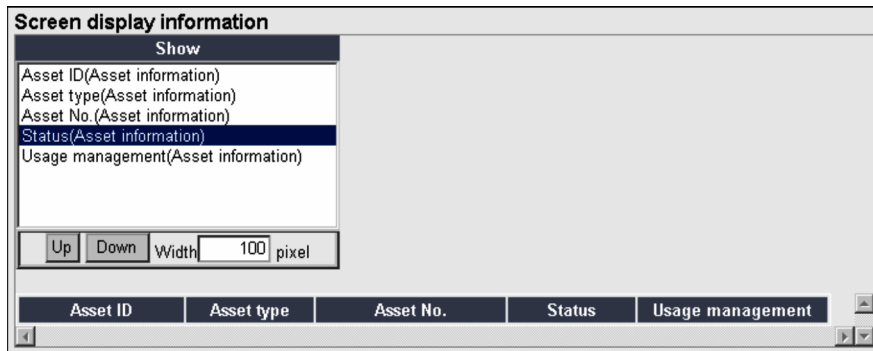 Screen display information
Show
Asset ID(Asset information)
Asset type(Asset information)
Asset No.(Asset information)
Status(Asset information)
Usage management(Asset information)
Up Down Width 100 pixel
Asset ID Asset type Asset No. Status Usage management